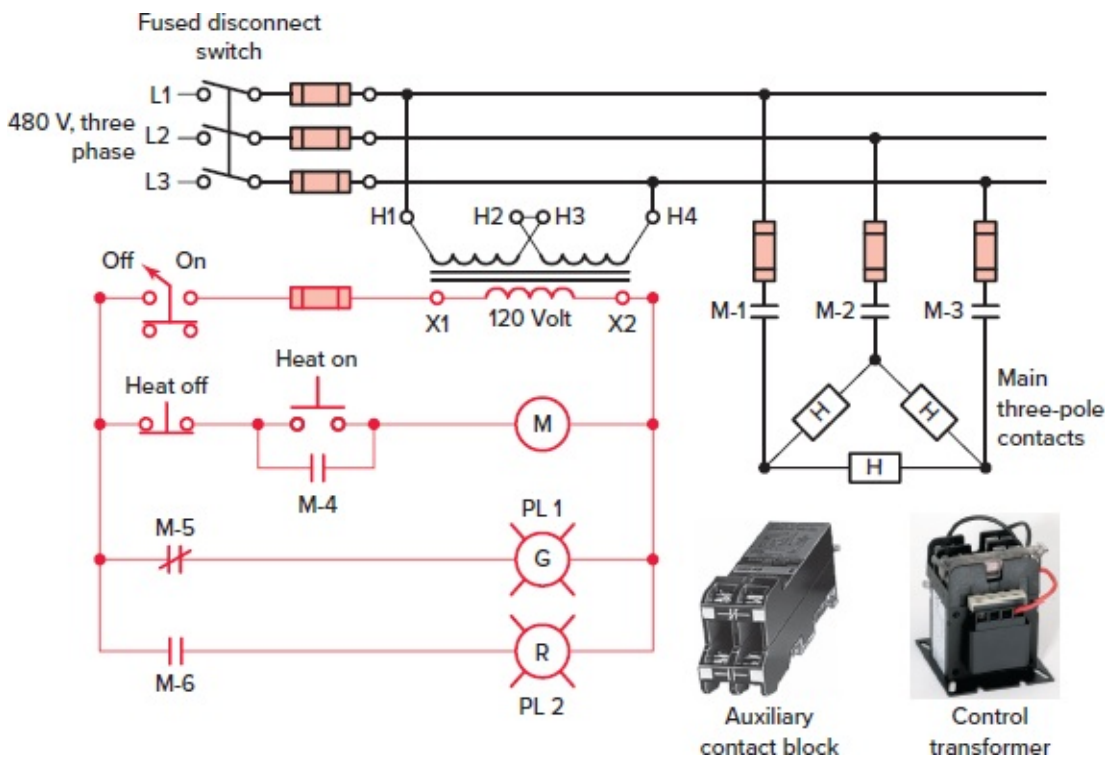 Fused disconnect
switch
L1
480 V, three
phase
L2
L3
H1
H2
H3
H4
Off
On
X1
120 Volt
X2
M-1
M-2
M-3
Heat on
Heat off
M
M-4
H
H
H
Main
three-pole
contacts
M-5
PL 1
G
M-6
R
PL 2
Auxiliary
contact block
Control
transformer